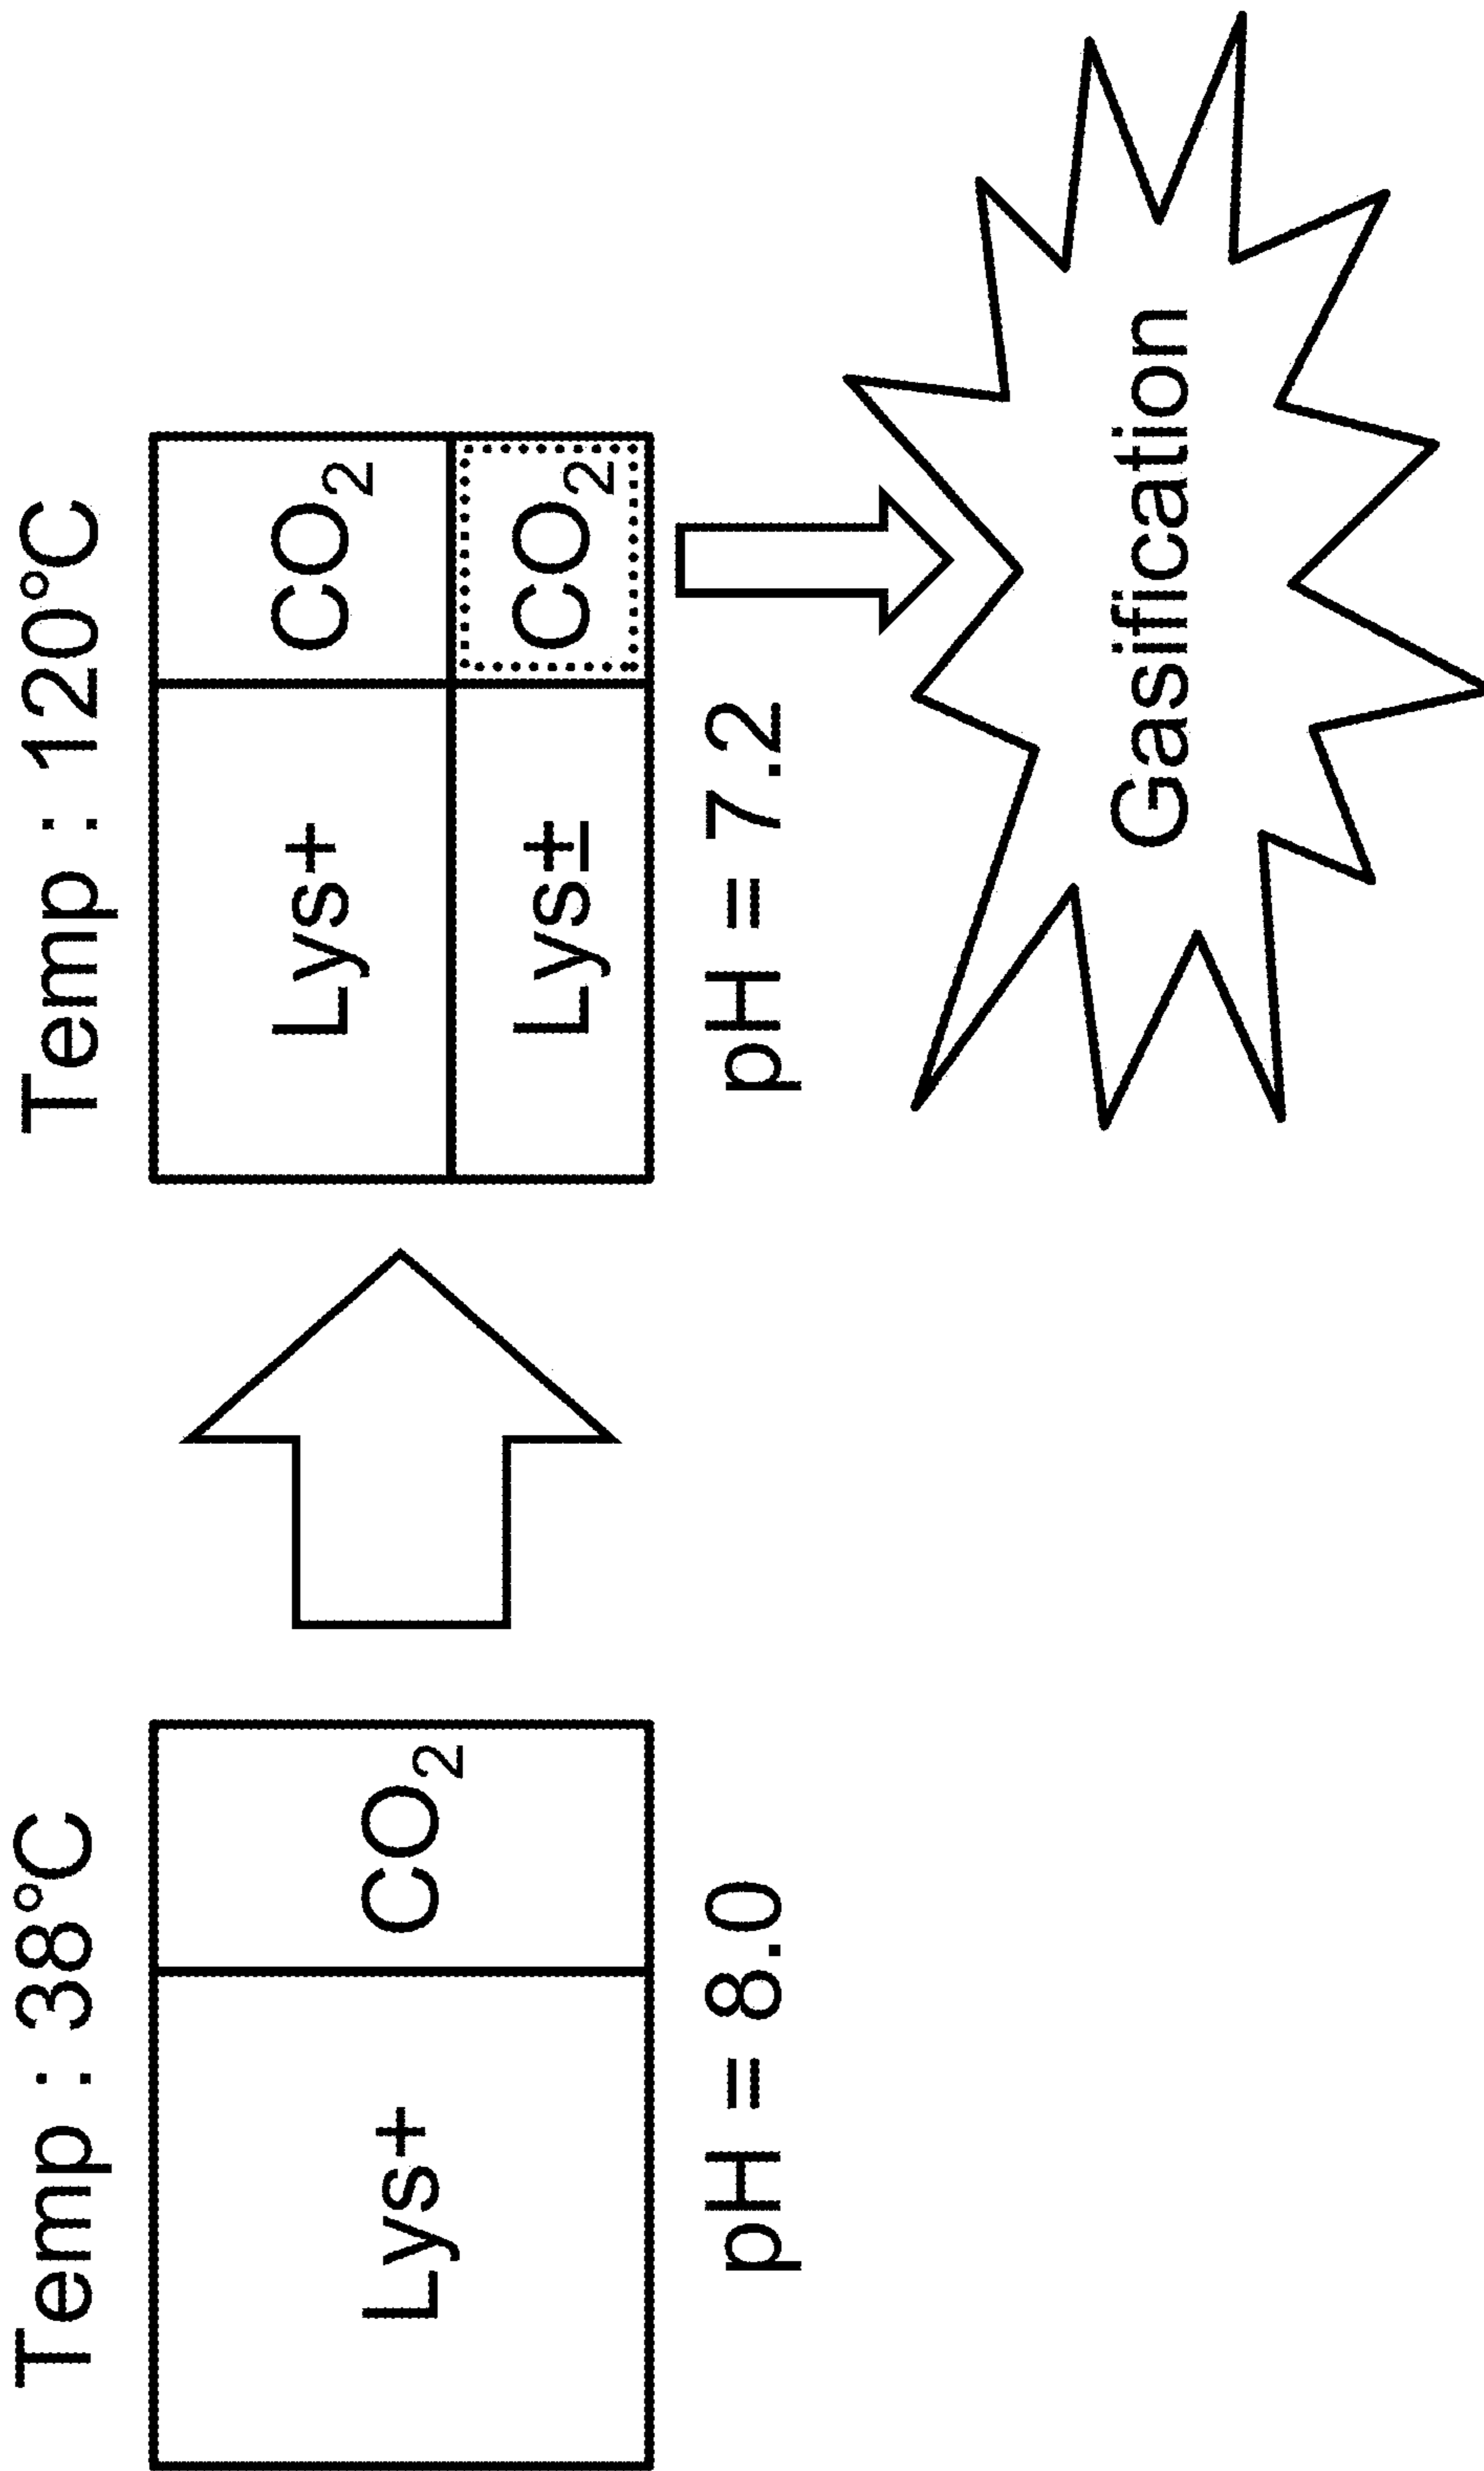 Temp : 38°C
Lys+ CO2
pH = 8.0
Temp : 120°C
Lys+ CO2
Lys± CO2
pH = 7.2
Gasification